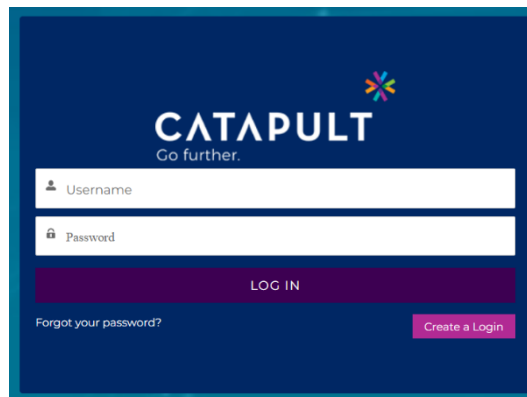 CATAPULT
Go further.
Username
Password
LOG IN
Forgot your password?
Create a Login